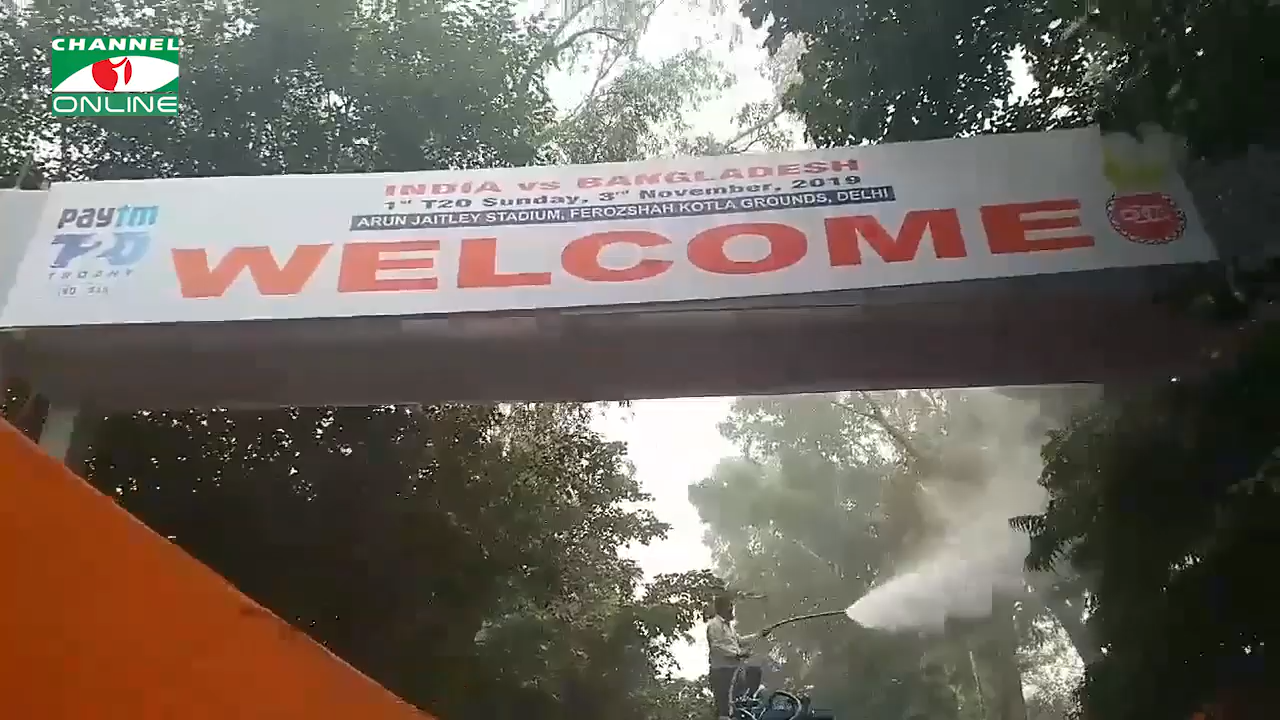 CHANNEL
i
ONLINE
INDIA vs BANGLADESH
1st T20 Sunday, 3rd November, 2019
ARUN JAITLEY STADIUM, FEROZSHAH KOTLA GROUNDS, DELHI
paytm
T20
TROPHY
WELCOME